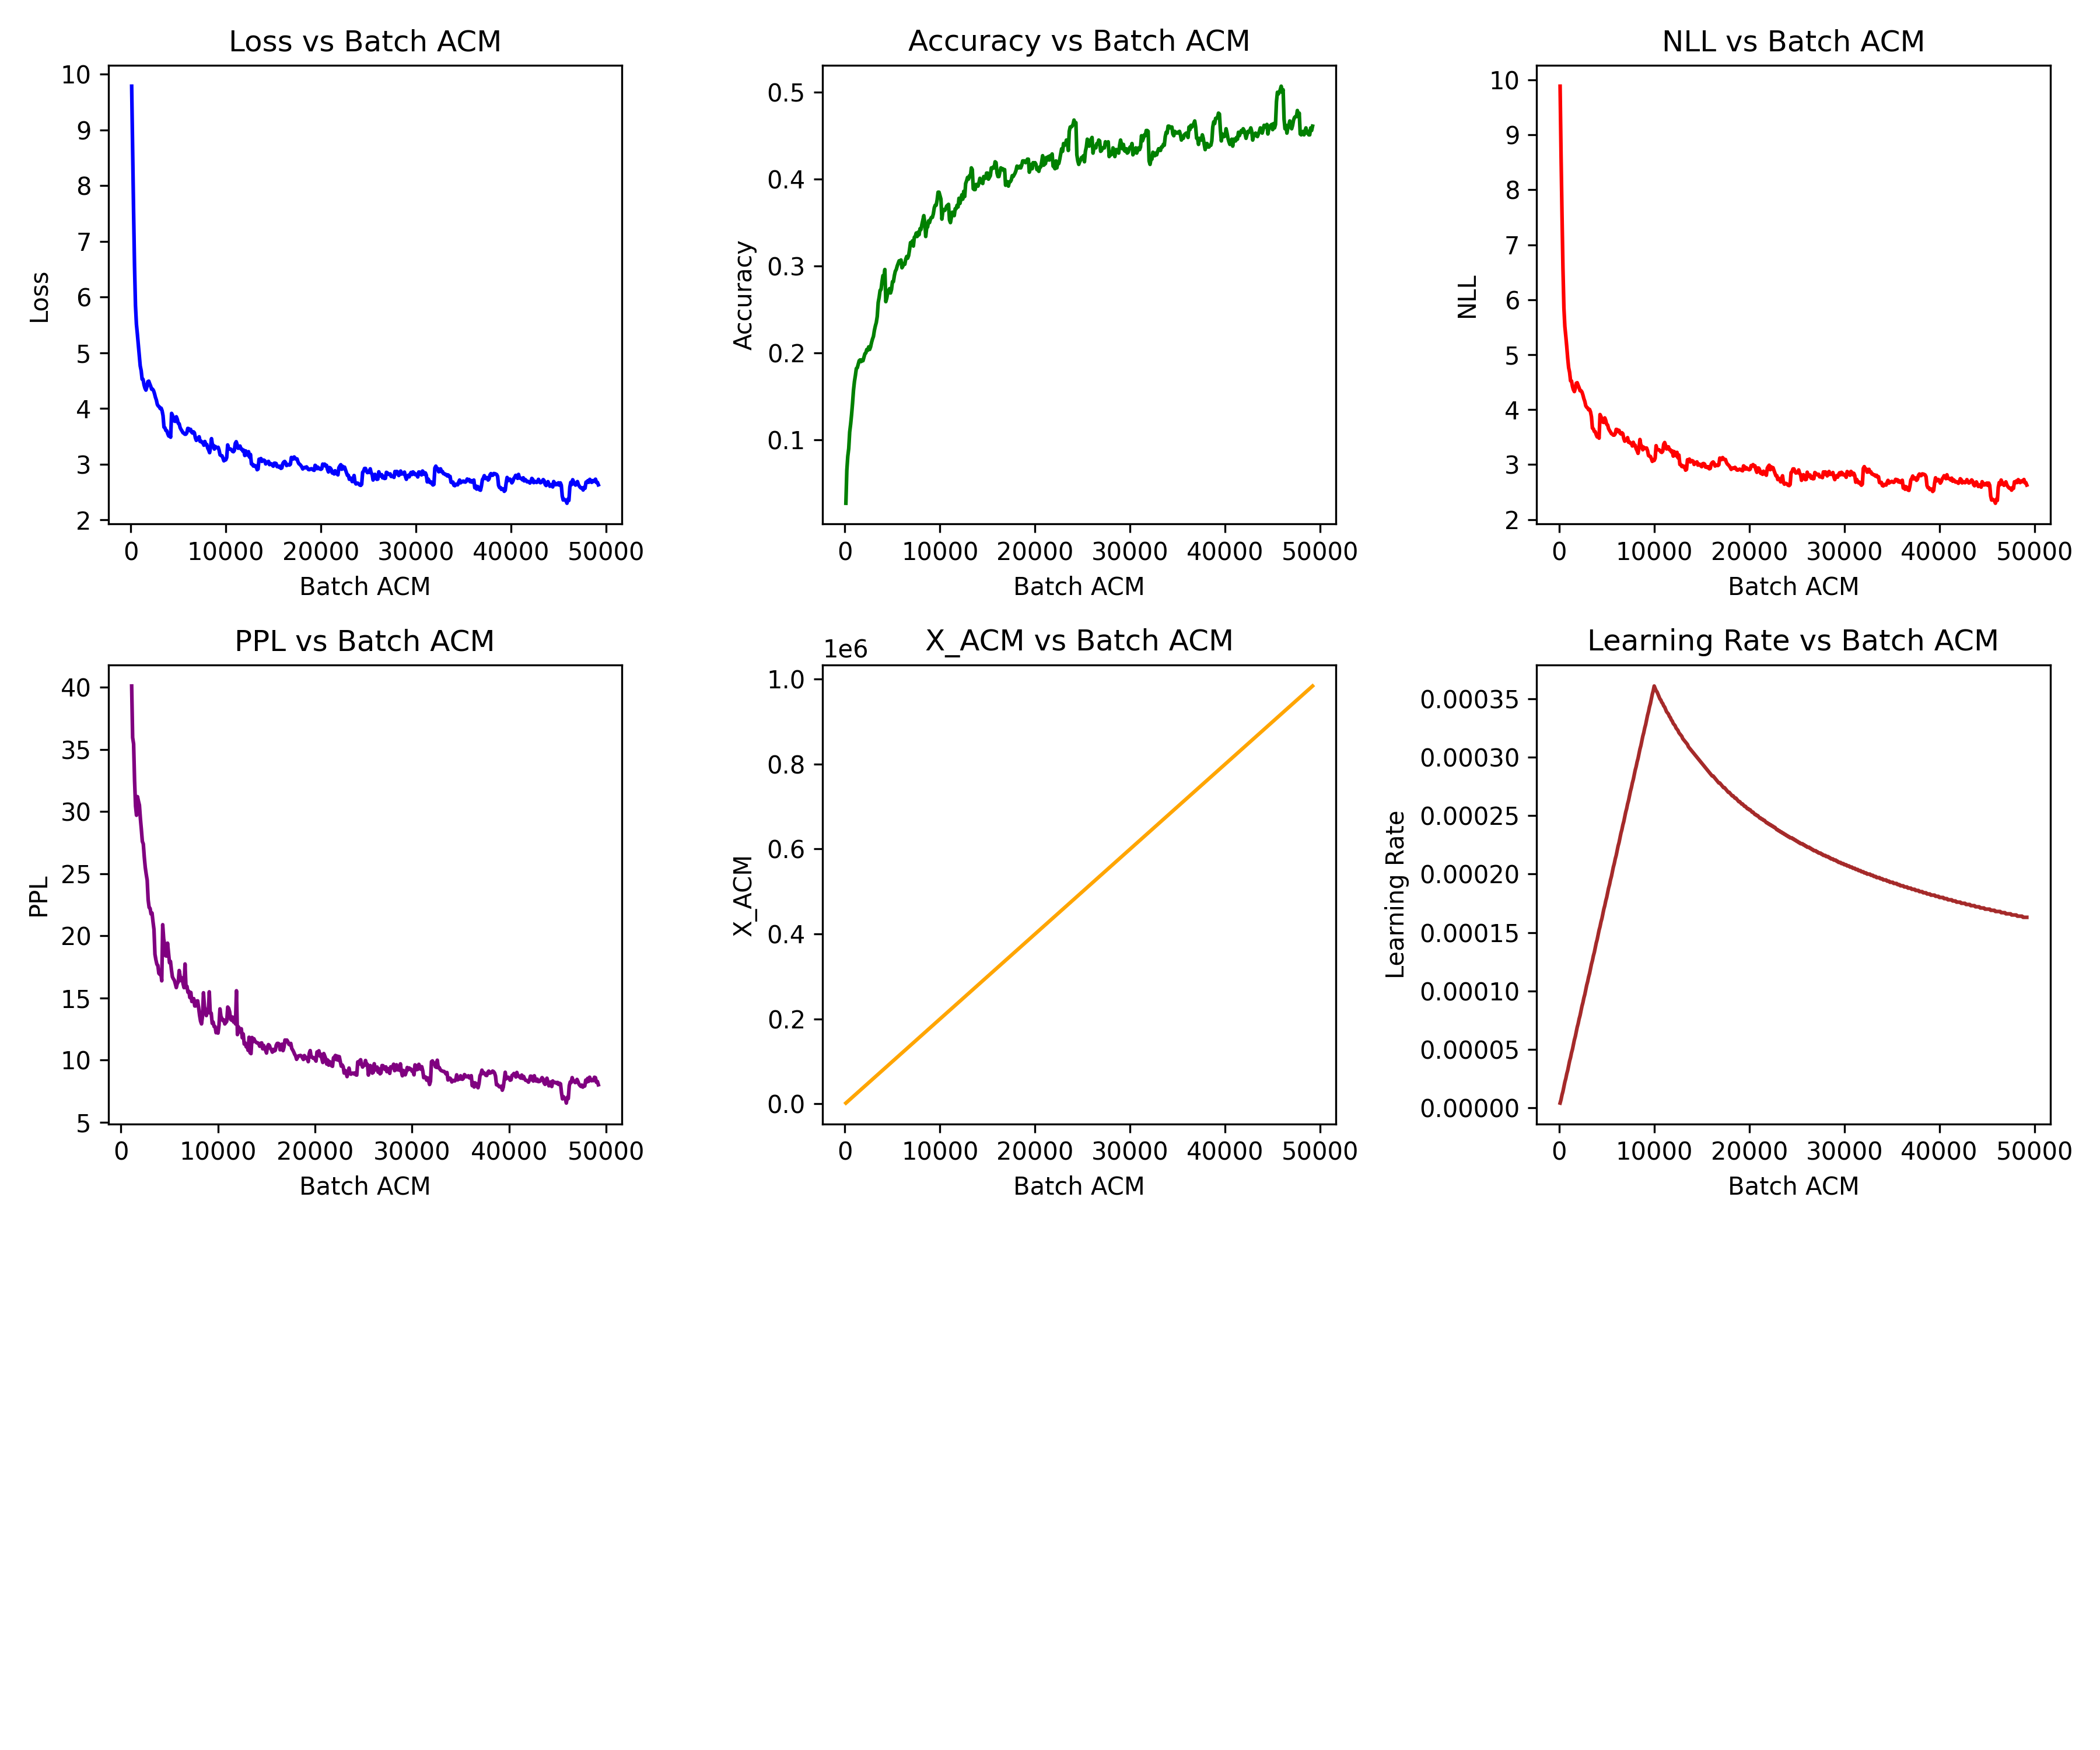 Loss vs Batch ACM
Loss
10
9
8
7
6
5
4
3
2
0 10000 20000 30000 40000 50000
Batch ACM
Accuracy vs Batch ACM
Accuracy
0.5
0.4
0.3
0.2
0.1
0 10000 20000 30000 40000 50000
Batch ACM
NLL vs Batch ACM
NLL
10
9
8
7
6
5
4
3
2
0 10000 20000 30000 40000 50000
Batch ACM
PPL vs Batch ACM
PPL
40
35
30
25
20
15
10
5
0 10000 20000 30000 40000 50000
Batch ACM
X_ACM vs Batch ACM
1e6
X_ACM
1.0
0.8
0.6
0.4
0.2
0.0
0 10000 20000 30000 40000 50000
Batch ACM
Learning Rate vs Batch ACM
Learning Rate
0.00035
0.00030
0.00025
0.00020
0.00015
0.00010
0.00005
0.00000
0 10000 20000 30000 40000 50000
Batch ACM